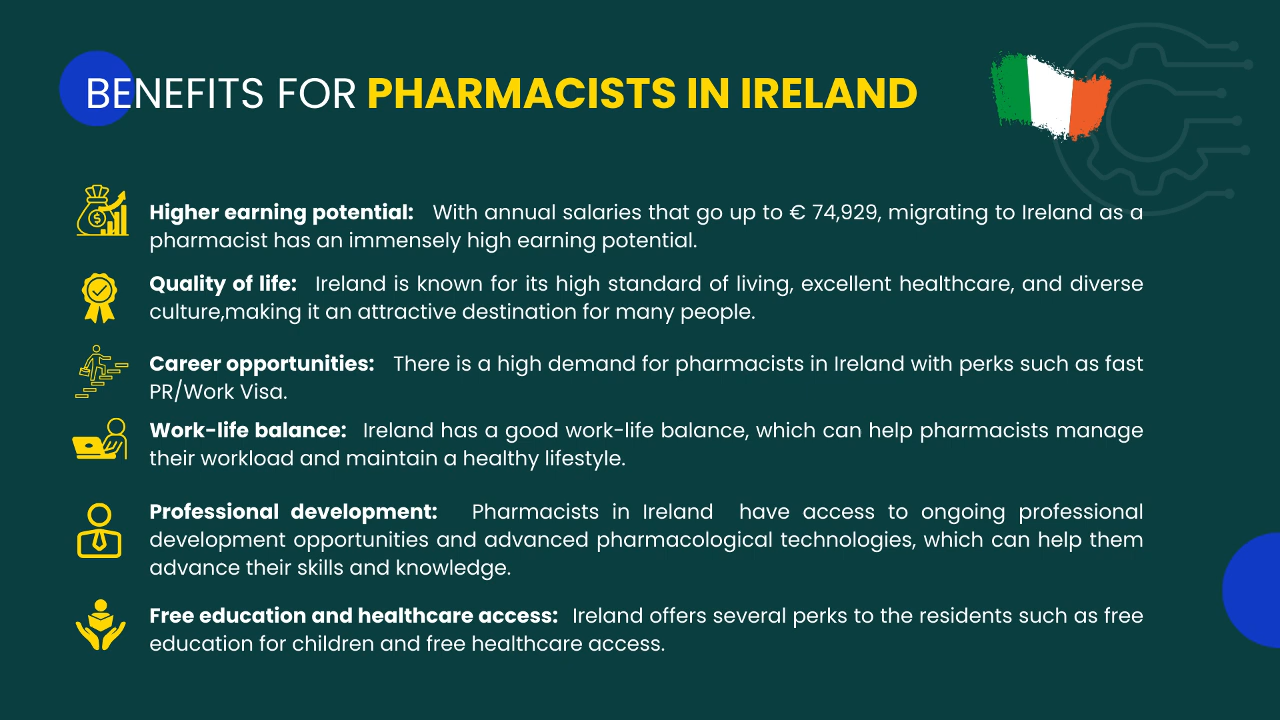 BENEFITS FOR PHARMACISTS IN IRELAND
Higher earning potential: With annual salaries that go up to € 74,929, migrating to Ireland as a
pharmacist has an immensely high earning potential.
Quality of life: Ireland is known for its high standard of living, excellent healthcare, and diverse
culture,making it an attractive destination for many people.
Career opportunities: There is a high demand for pharmacists in Ireland with perks such as fast
PR/Work Visa.
Work-life balance: Ireland has a good work-life balance, which can help pharmacists manage
their workload and maintain a healthy lifestyle.
Professional development: Pharmacists in Ireland have access to ongoing professional
development opportunities and advanced pharmacological technologies, which can help them
advance their skills and knowledge.
Free education and healthcare access: Ireland offers several perks to the residents such as free
education for children and free healthcare access.